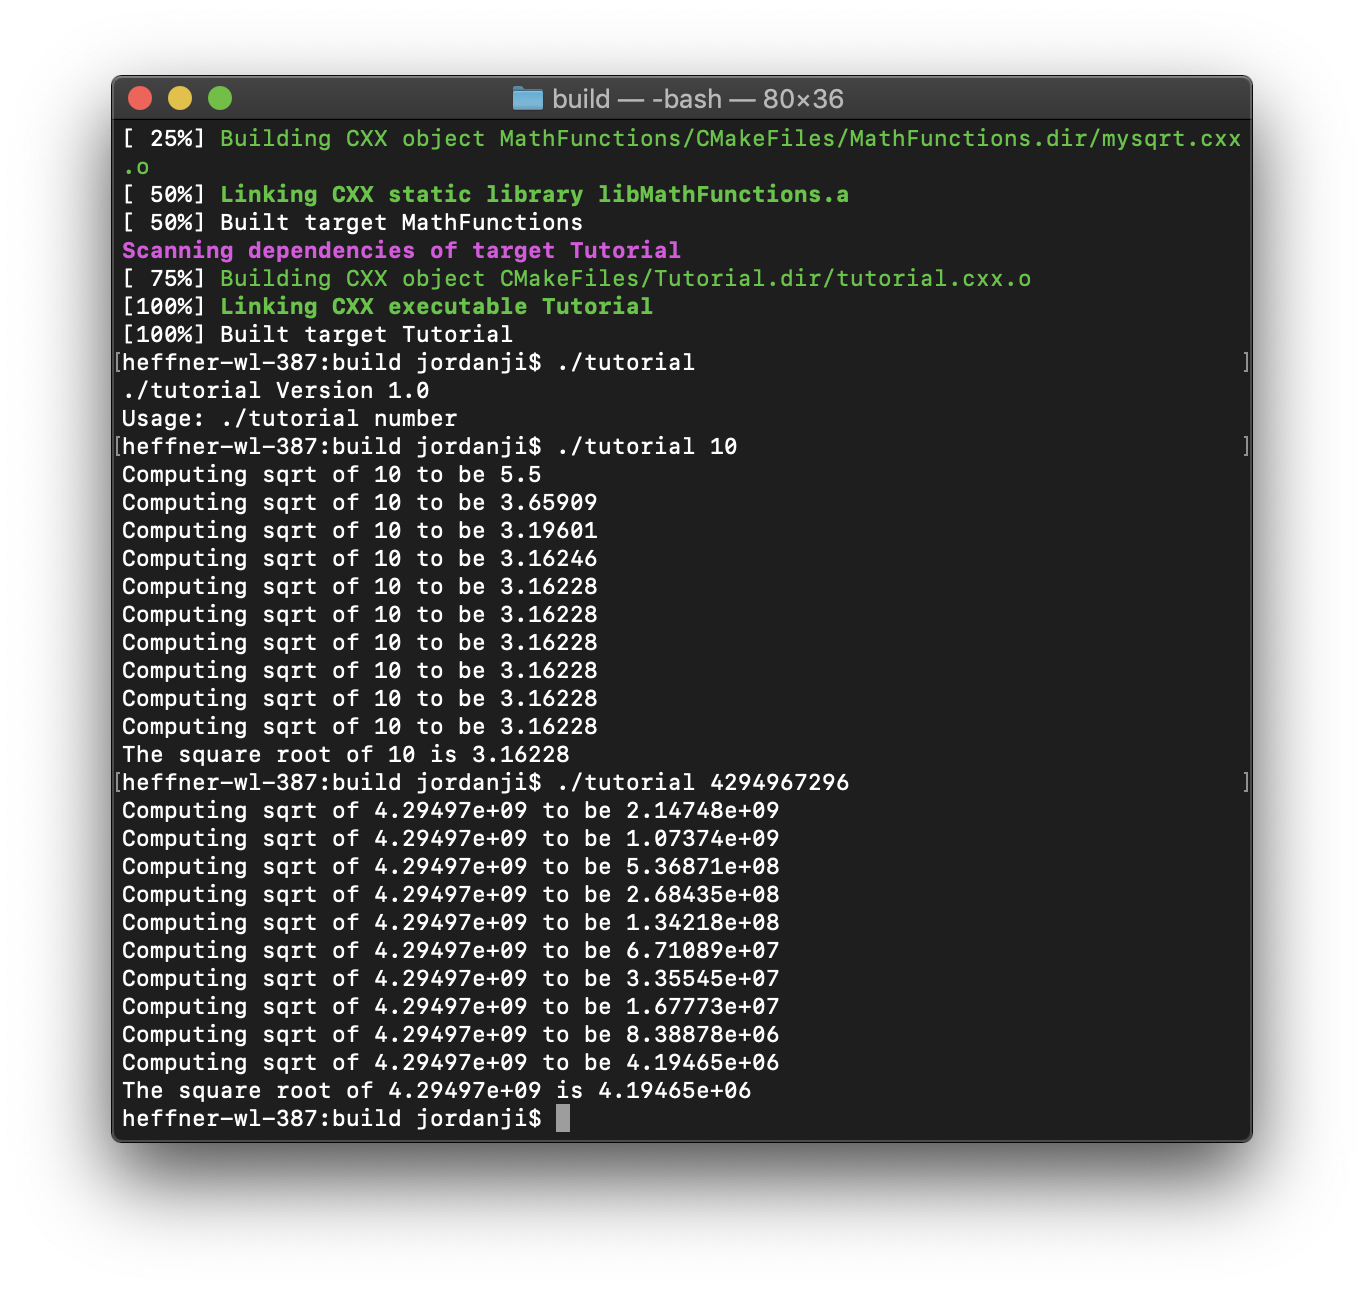 build — -bash — 80×36
[ 25%] Building CXX object MathFunctions/CMakeFiles/MathFunctions.dir/mysqrt.cxx
.o
[ 50%] Linking CXX static library libMathFunctions.a
[ 50%] Built target MathFunctions
Scanning dependencies of target Tutorial
[ 75%] Building CXX object CMakeFiles/Tutorial.dir/tutorial.cxx.o
[100%] Linking CXX executable Tutorial
[100%] Built target Tutorial
[heffner-wl-387:build jordanji$ ./tutorial ]
./tutorial Version 1.0
Usage: ./tutorial number
[heffner-wl-387:build jordanji$ ./tutorial 10 ]
Computing sqrt of 10 to be 5.5
Computing sqrt of 10 to be 3.65909
Computing sqrt of 10 to be 3.19601
Computing sqrt of 10 to be 3.16246
Computing sqrt of 10 to be 3.16228
Computing sqrt of 10 to be 3.16228
Computing sqrt of 10 to be 3.16228
Computing sqrt of 10 to be 3.16228
Computing sqrt of 10 to be 3.16228
Computing sqrt of 10 to be 3.16228
The square root of 10 is 3.16228
[heffner-wl-387:build jordanji$ ./tutorial 4294967296 ]
Computing sqrt of 4.29497e+09 to be 2.14748e+09
Computing sqrt of 4.29497e+09 to be 1.07374e+09
Computing sqrt of 4.29497e+09 to be 5.36871e+08
Computing sqrt of 4.29497e+09 to be 2.68435e+08
Computing sqrt of 4.29497e+09 to be 1.34218e+08
Computing sqrt of 4.29497e+09 to be 6.71089e+07
Computing sqrt of 4.29497e+09 to be 3.35545e+07
Computing sqrt of 4.29497e+09 to be 1.67773e+07
Computing sqrt of 4.29497e+09 to be 8.38878e+06
Computing sqrt of 4.29497e+09 to be 4.19465e+06
The square root of 4.29497e+09 is 4.19465e+06
heffner-wl-387:build jordanji$